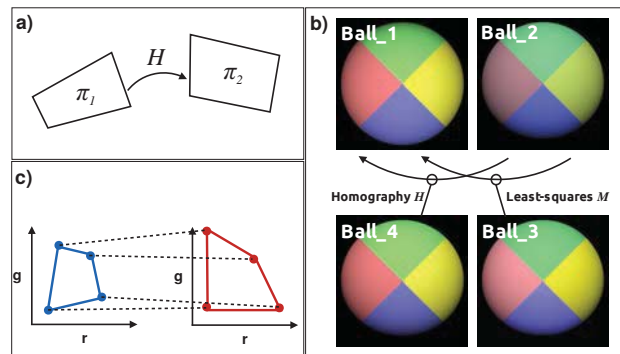 a)
H
π1
π2
b)
Ball_1
Ball_2
Homography H
Least-squares M
Ball_4
Ball_3
c)
g
r
g
r